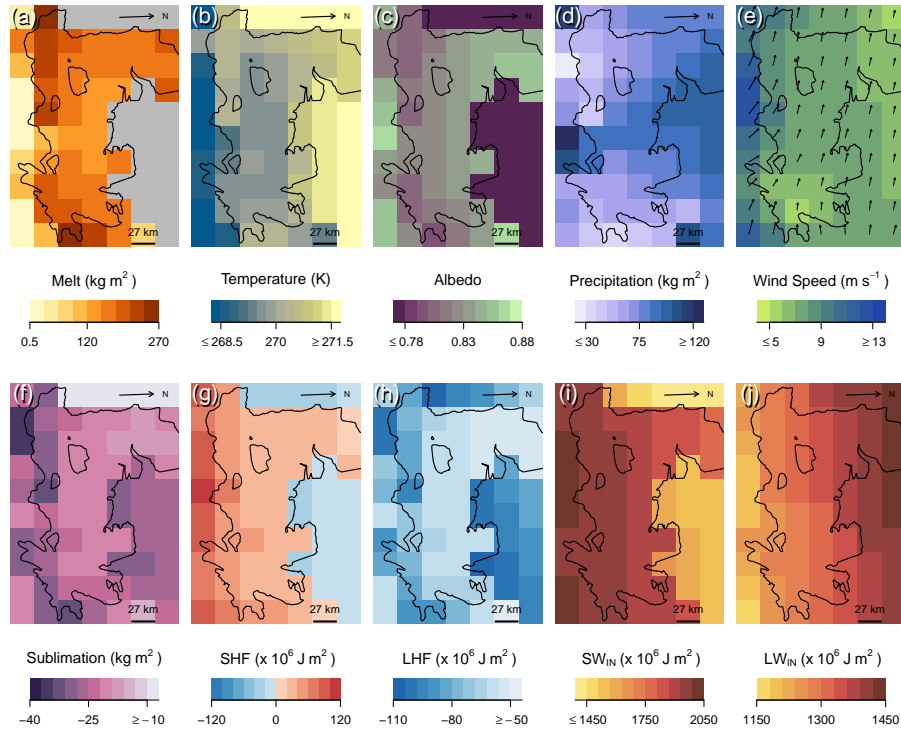 (a) N (b) (c) (d) (e)
27 km 27 km 27 km 27 km
Melt (kg m²) Temperature (K) Albedo Precipitation (kg m²) Wind Speed (m s⁻¹)
0.5 120 270 ≤268.5 270 ≥271.5 ≤0.78 0.83 0.88 ≤30 75 ≥120 ≤5 9 ≥13
(f) N (g) N (h) N (i) N (j) N
27 km 27 km 27 km 27 km 27 km
Sublimation (kg m²) SHF (x 10⁶ J m²) LHF (x 10⁶ J m²) SW_IN (x 10⁶ J m²) LW_IN (x 10⁶ J m²)
−40 −25 ≥−10 −120 0 120 −110 −80 ≥−50 ≤1450 1750 2050 1150 1300 1450